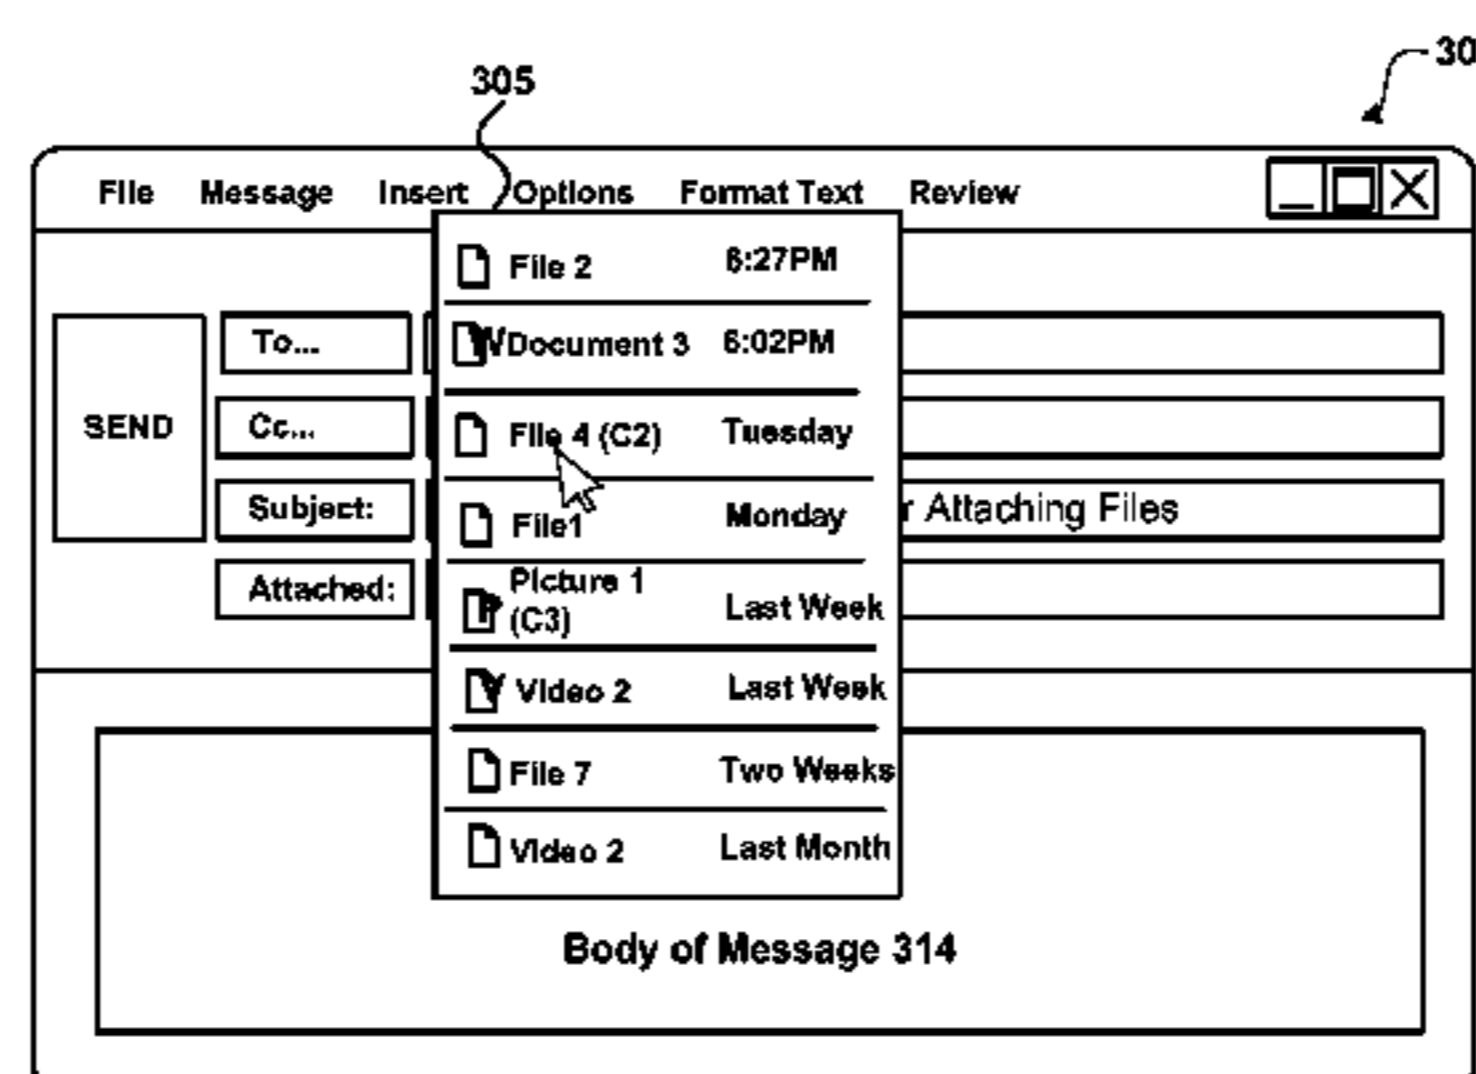 30
305
File Message Insert Options Format Text Review
File 2 6:27PM
To...
Document 3 6:02PM
SEND
Cc...
File 4 (C2) Tuesday
Subject:
r Attaching Files
File1 Monday
Attached:
Picture 1
(C3) Last Week
Video 2 Last Week
File 7 Two Weeks
Video 2 Last Month
Body of Message 314